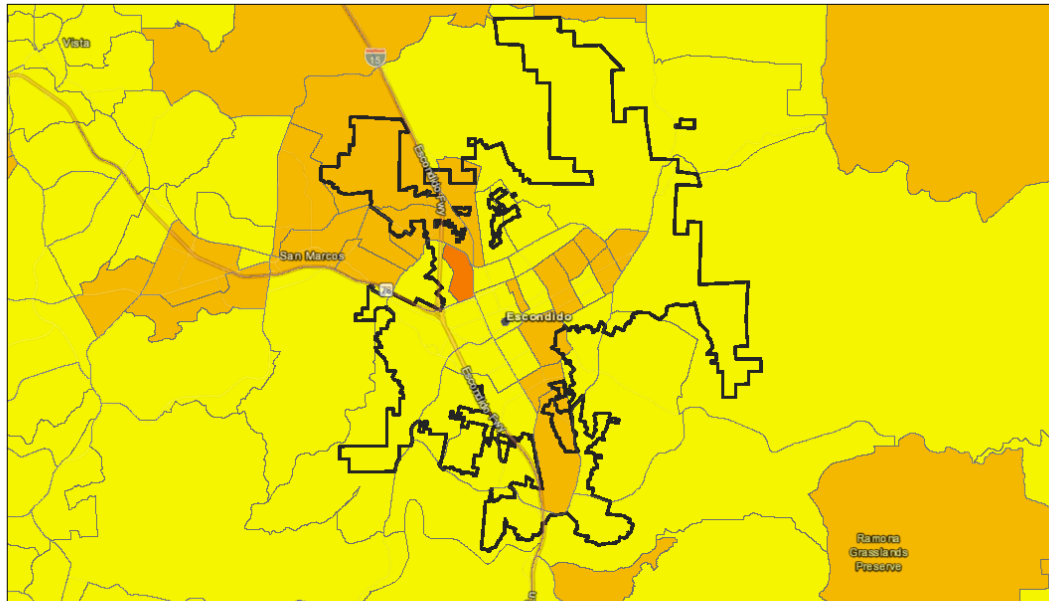 Vista
15
Escondido Fwy
San Marcos
78
Escondido
Escondido Fwy
Ramona
Grasslands
Preserve